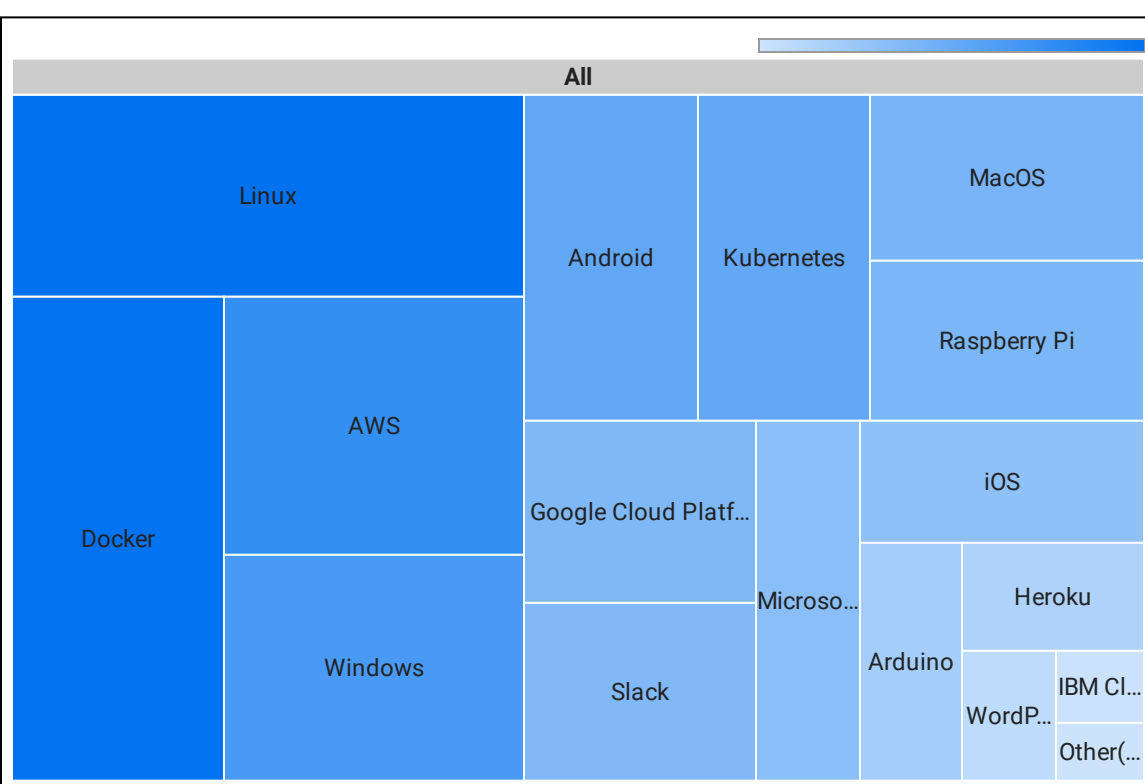 All
Linux
Android
Kubernetes
MacOS
Raspberry Pi
AWS
Docker
Windows
Google Cloud Platf...
Slack
Microso...
iOS
Arduino
Heroku
WordP...
IBM Cl...
Other(...